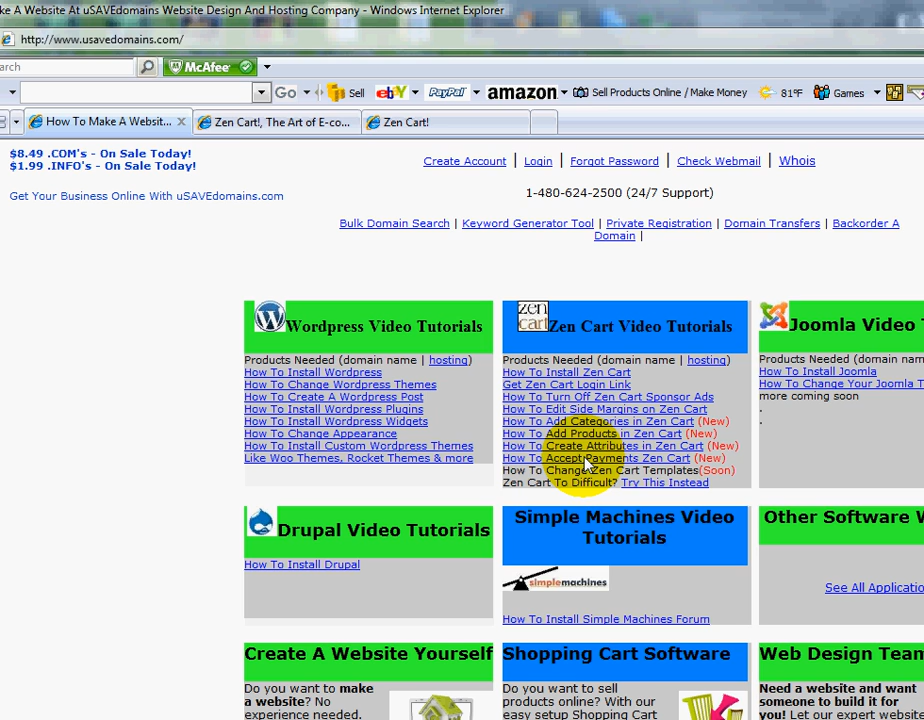 ke A Website At uSAVEdomains Website Design And Hosting Company - Windows Internet Explorer
http://www.usavedomains.com/
earch
McAfee
Go Sell ebY PayPal amazon Sell Products Online / Make Money 81°F Games
How To Make A Websit... Zen Cart!, The Art of E-co... Zen Cart!
$8.49 .COM's - On Sale Today!
$1.99 .INFO's - On Sale Today!
Create Account | Login | Forgot Password | Check Webmail | Whois
Get Your Business Online With uSAVEdomains.com
1-480-624-2500 (24/7 Support)
Bulk Domain Search | Keyword Generator Tool | Private Registration | Domain Transfers | Backorder A
Domain |
Wordpress Video Tutorials
Products Needed (domain name | hosting)
How To Install Wordpress
How To Change Wordpress Themes
How To Create A Wordpress Post
How To Install Wordpress Plugins
How To Install Wordpress Widgets
How To Change Appearance
How To Install Custom Wordpress Themes
Like Woo Themes, Rocket Themes & more
zen
cart
Zen Cart Video Tutorials
Products Needed (domain name | hosting)
How To Install Zen Cart
Get Zen Cart Login Link
How To Turn Off Zen Cart Sponsor Ads
How To Edit Side Margins on Zen Cart
How To Add Categories in Zen Cart (New)
How To Add Products in Zen Cart (New)
How To Create Attributes in Zen Cart (New)
How To Accept Payments Zen Cart (New)
How To Change Zen Cart Templates(Soon)
Zen Cart To Difficult? Try This Instead
Joomla Video T
Products Needed (domain name |
How To Install Joomla
How To Change Your Joomla T
more coming soon
.
.
Drupal Video Tutorials
How To Install Drupal
Simple Machines Video
Tutorials
simplemachines
How To Install Simple Machines Forum
Other Software W
See All Applicatio
Create A Website Yourself
Do you want to make
a website? No
experience needed.
Shopping Cart Software
Do you want to sell
products online? With our
easy setup Shopping Cart
Web Design Team
Need a website and want
someone to build it for
you! Let our expert website